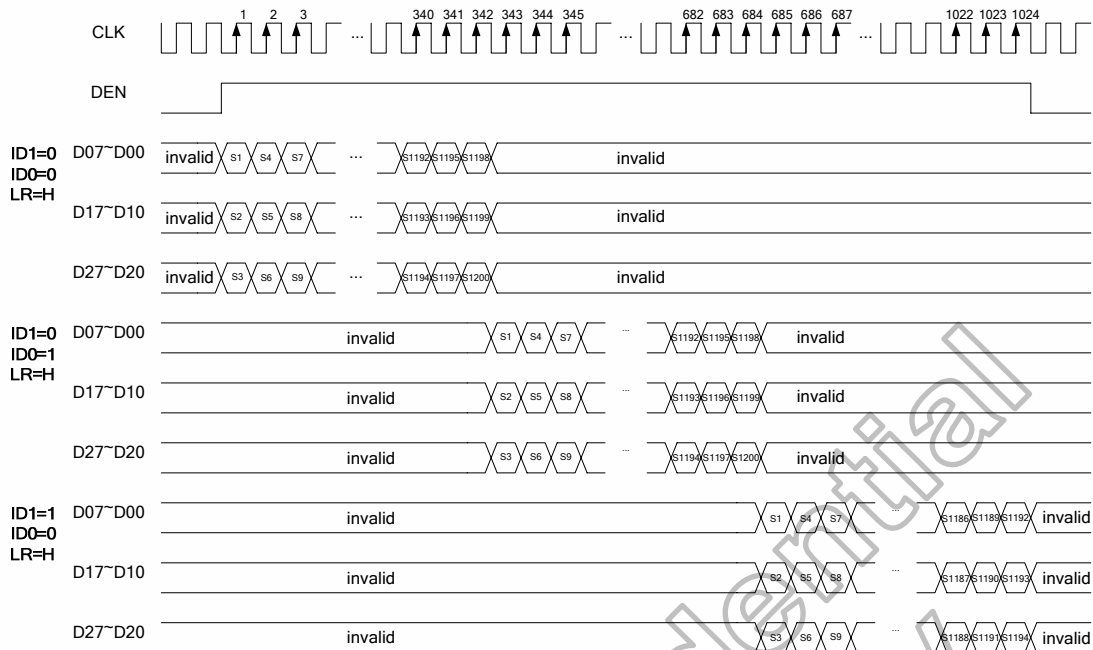 1 2 3 340 341 342 343 344 345 682 683 684 685 686 687 1022 1023 1024
CLK ... ... ...
DEN
ID1=0
ID0=0
LR=H
D07~D00 invalid S1 S4 S7 ... S1192 S1195 S1198 invalid
D17~D10 invalid S2 S5 S8 ... S1193 S1196 S1199 invalid
D27~D20 invalid S3 S6 S9 ... S1194 S1197 S1200 invalid
ID1=0
ID0=1
LR=H
D07~D00 invalid S1 S4 S7 ... S1192 S1195 S1198 invalid
D17~D10 invalid S2 S5 S8 ... S1193 S1196 S1199 invalid
D27~D20 invalid S3 S6 S9 ... S1194 S1197 S1200 invalid
ID1=1
ID0=0
LR=H
D07~D00 invalid S1 S4 S7 ... S1186 S1189 S1192 invalid
D17~D10 invalid S2 S5 S8 ... S1187 S1190 S1193 invalid
D27~D20 invalid S3 S6 S9 ... S1188 S1191 S1194 invalid
dential